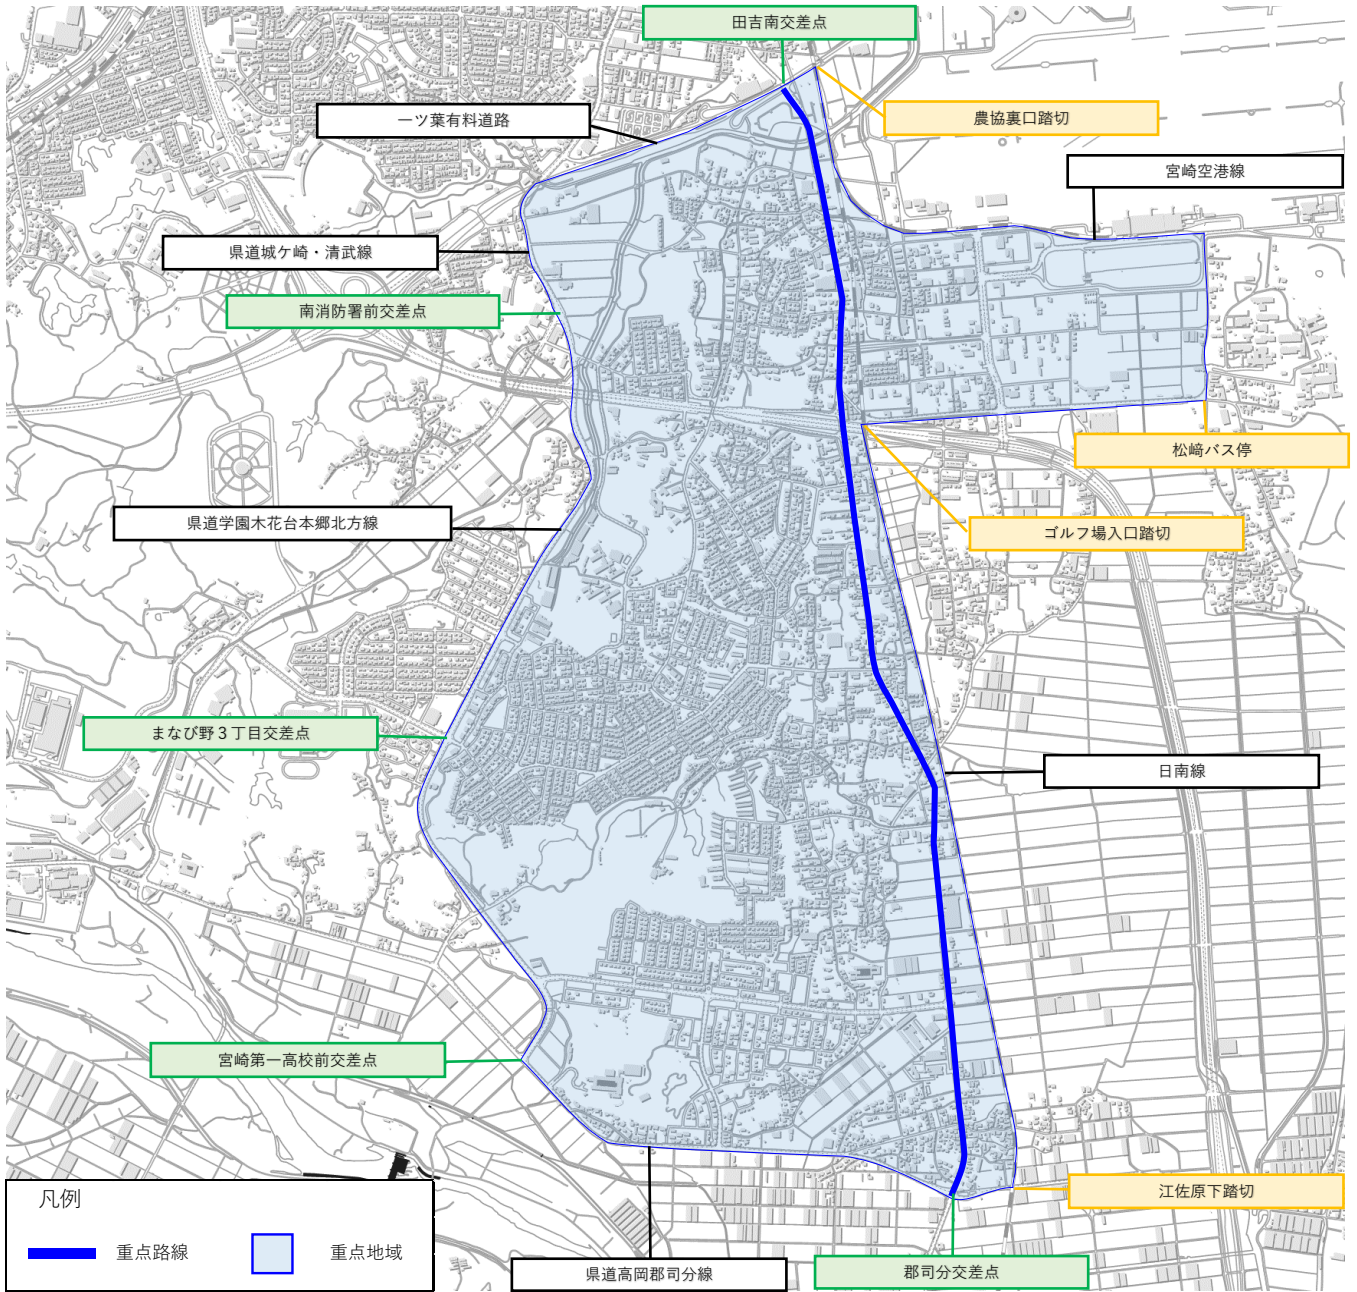 田吉南交差点
一ツ葉有料道路
農協裏口踏切
宮崎空港線
県道城ケ崎・清武線
南消防署前交差点
松﨑バス停
県道学園木花台本郷北方線
ゴルフ場入口踏切
まなび野３丁目交差点
日南線
宮崎第一高校前交差点
江佐原下踏切
凡例
重点路線
重点地域
県道高岡郡司分線
郡司分交差点